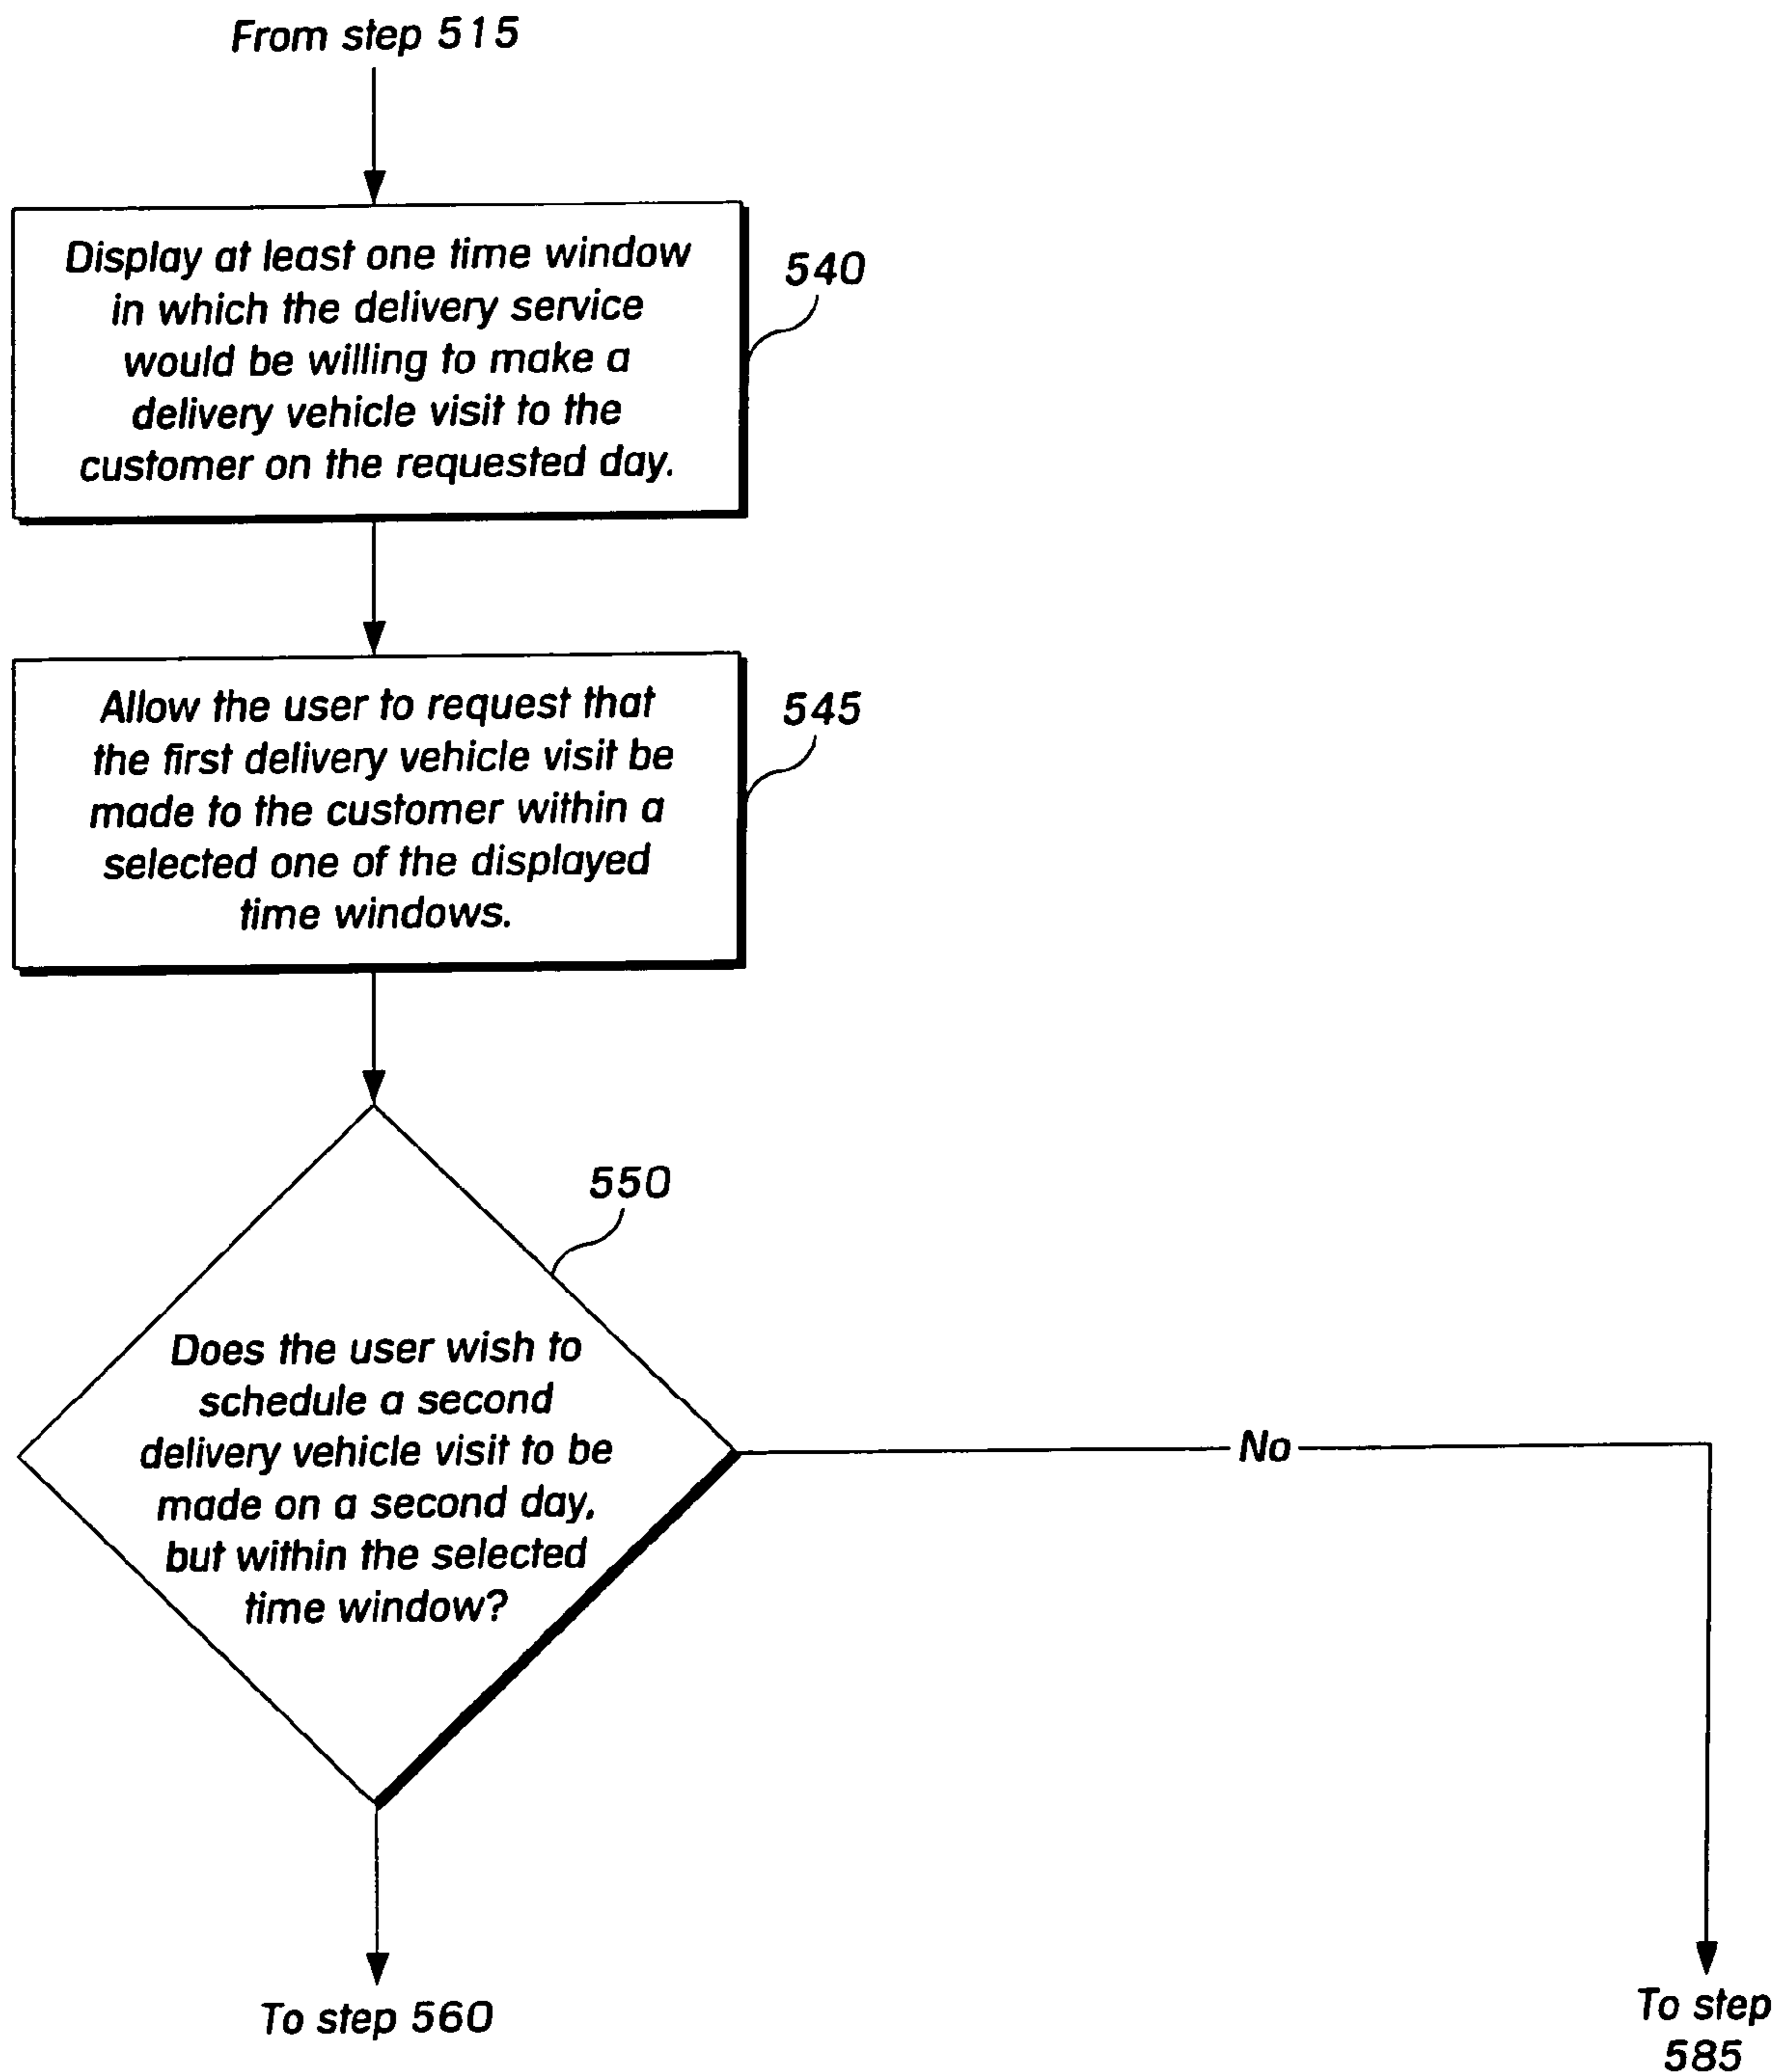 From step 515
Display at least one time window
in which the delivery service
would be willing to make a
delivery vehicle visit to the
customer on the requested day.
540
Allow the user to request that
the first delivery vehicle visit be
made to the customer within a
selected one of the displayed
time windows.
545
550
Does the user wish to
schedule a second
delivery vehicle visit to be
made on a second day,
but within the selected
time window?
No
To step 560
To step
585